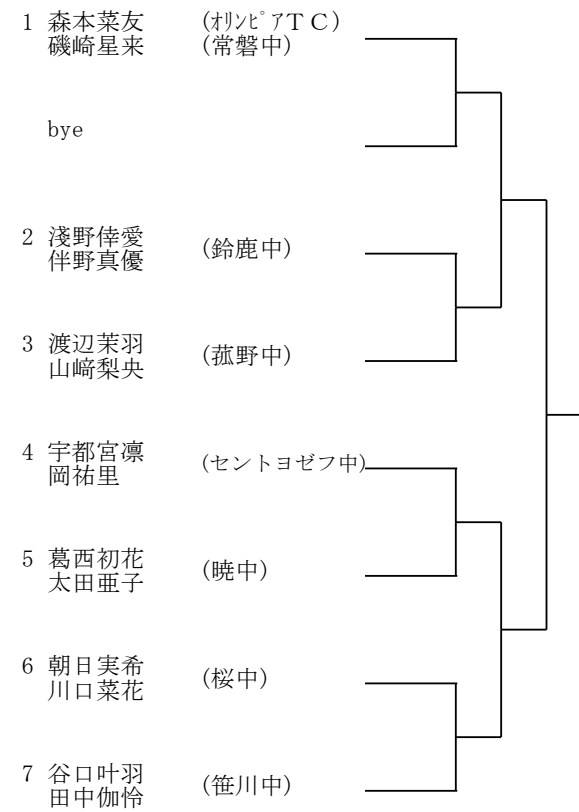 1 森本菜友 (ｵﾘﾝﾋﾟｱＴＣ)
磯崎星来 (常磐中)
bye
2 淺野倖愛 (鈴鹿中)
伴野真優
3 渡辺茉羽 (菰野中)
山﨑梨央
4 宇都宮凛 (セントヨゼフ中)
岡祐里
5 葛西初花 (暁中)
太田亜子
6 朝日実希 (桜中)
川口菜花
7 谷口叶羽 (笹川中)
田中伽怜